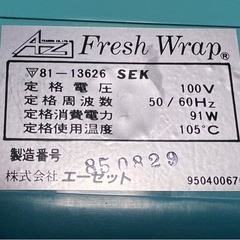 AEZ Fresh Wrap®
▽81-13626 SEK
定格電圧 100V
定格周波数 50/60Hz
定格消費電力 91W
定格使用温度 105℃
製造番号 850829
株式会社 エーゼット 95040067